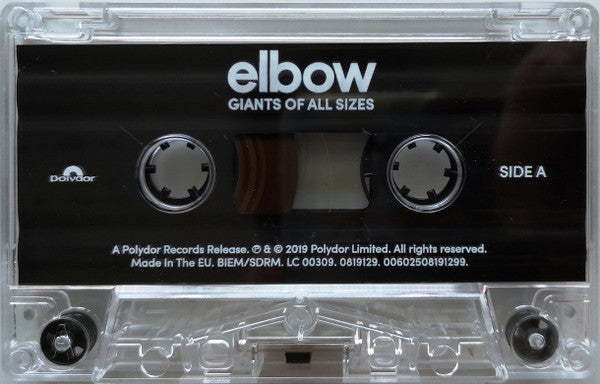 elbow
GIANTS OF ALL SIZES
polydor
SIDE A
A Polydor Records Release. ℗ & © 2019 Polydor Limited. All rights reserved.
Made In The EU. BIEM/SDRM. LC 00309. 0819129. 00602508191299.